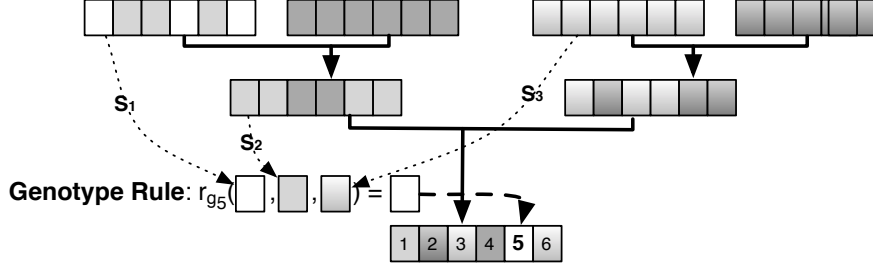 S1
S3
S2
Genotype Rule: rg5( , , ) =
1 2 3 4 5 6